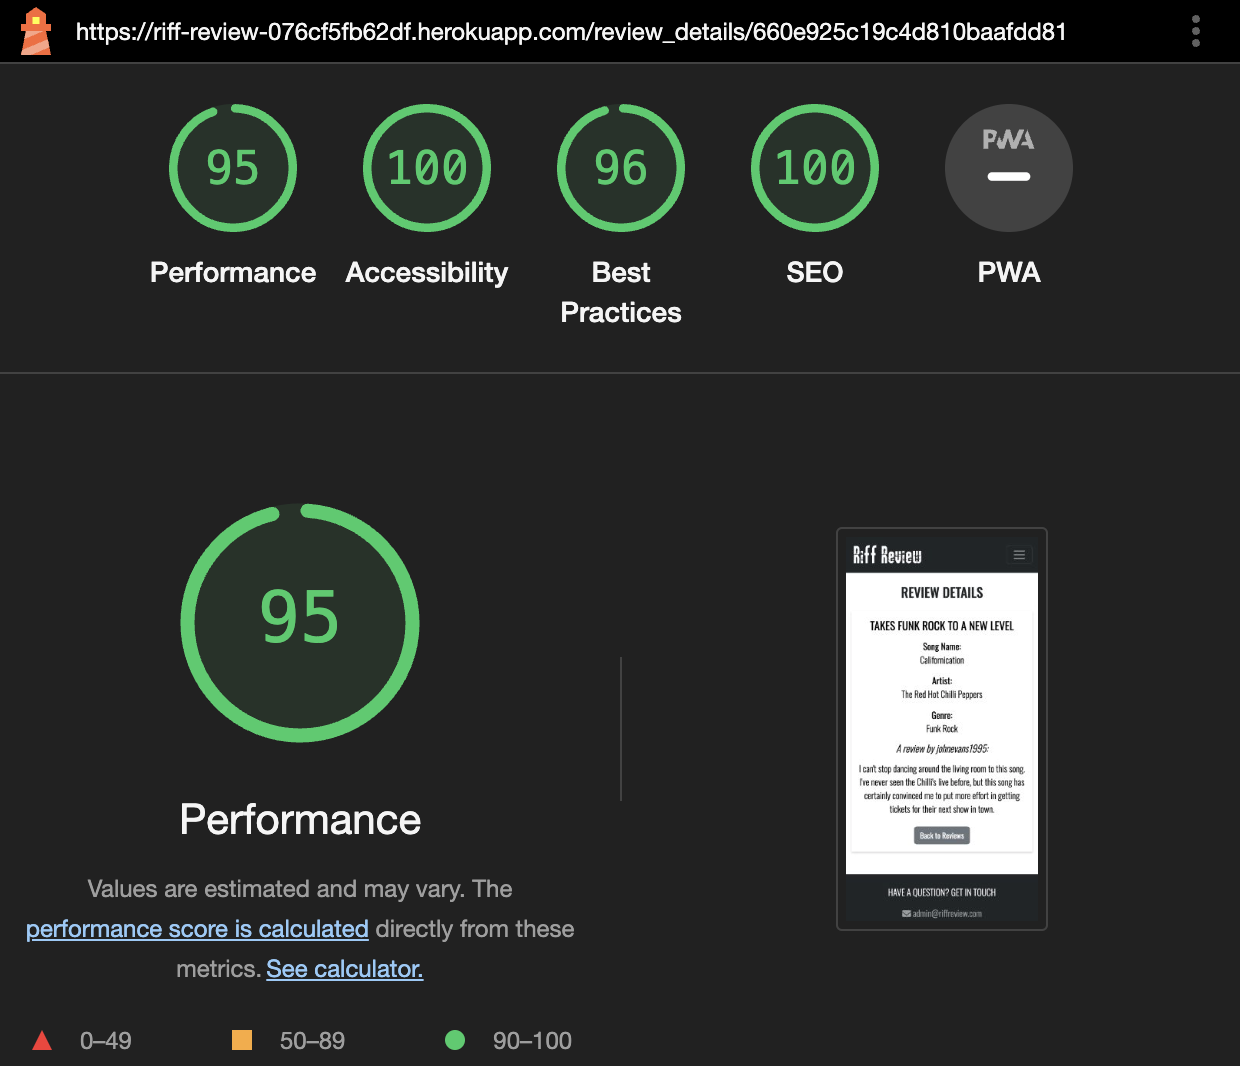 https://riff-review-076cf5fb62df.herokuapp.com/review_details/660e925c19c4d810baafdd81
95
100
96
100
PWA
Performance
Accessibility
Best
Practices
SEO
PWA
95
Performance
Values are estimated and may vary. The
performance score is calculated directly from these
metrics. See calculator.
0–49
50–89
90–100
Riff Review
REVIEW DETAILS
TAKES FUNK ROCK TO A NEW LEVEL
Song Name:
Californication
Artist:
The Red Hot Chilli Peppers
Genre:
Funk Rock
A review by johnevans1995:
I can't stop dancing around the living room to this song.
I've never seen the Chilli's live before, but this song has
certainly convinced me to put more effort in getting
tickets for their next show in town.
Back to Reviews
HAVE A QUESTION? GET IN TOUCH
admin@riffreview.com